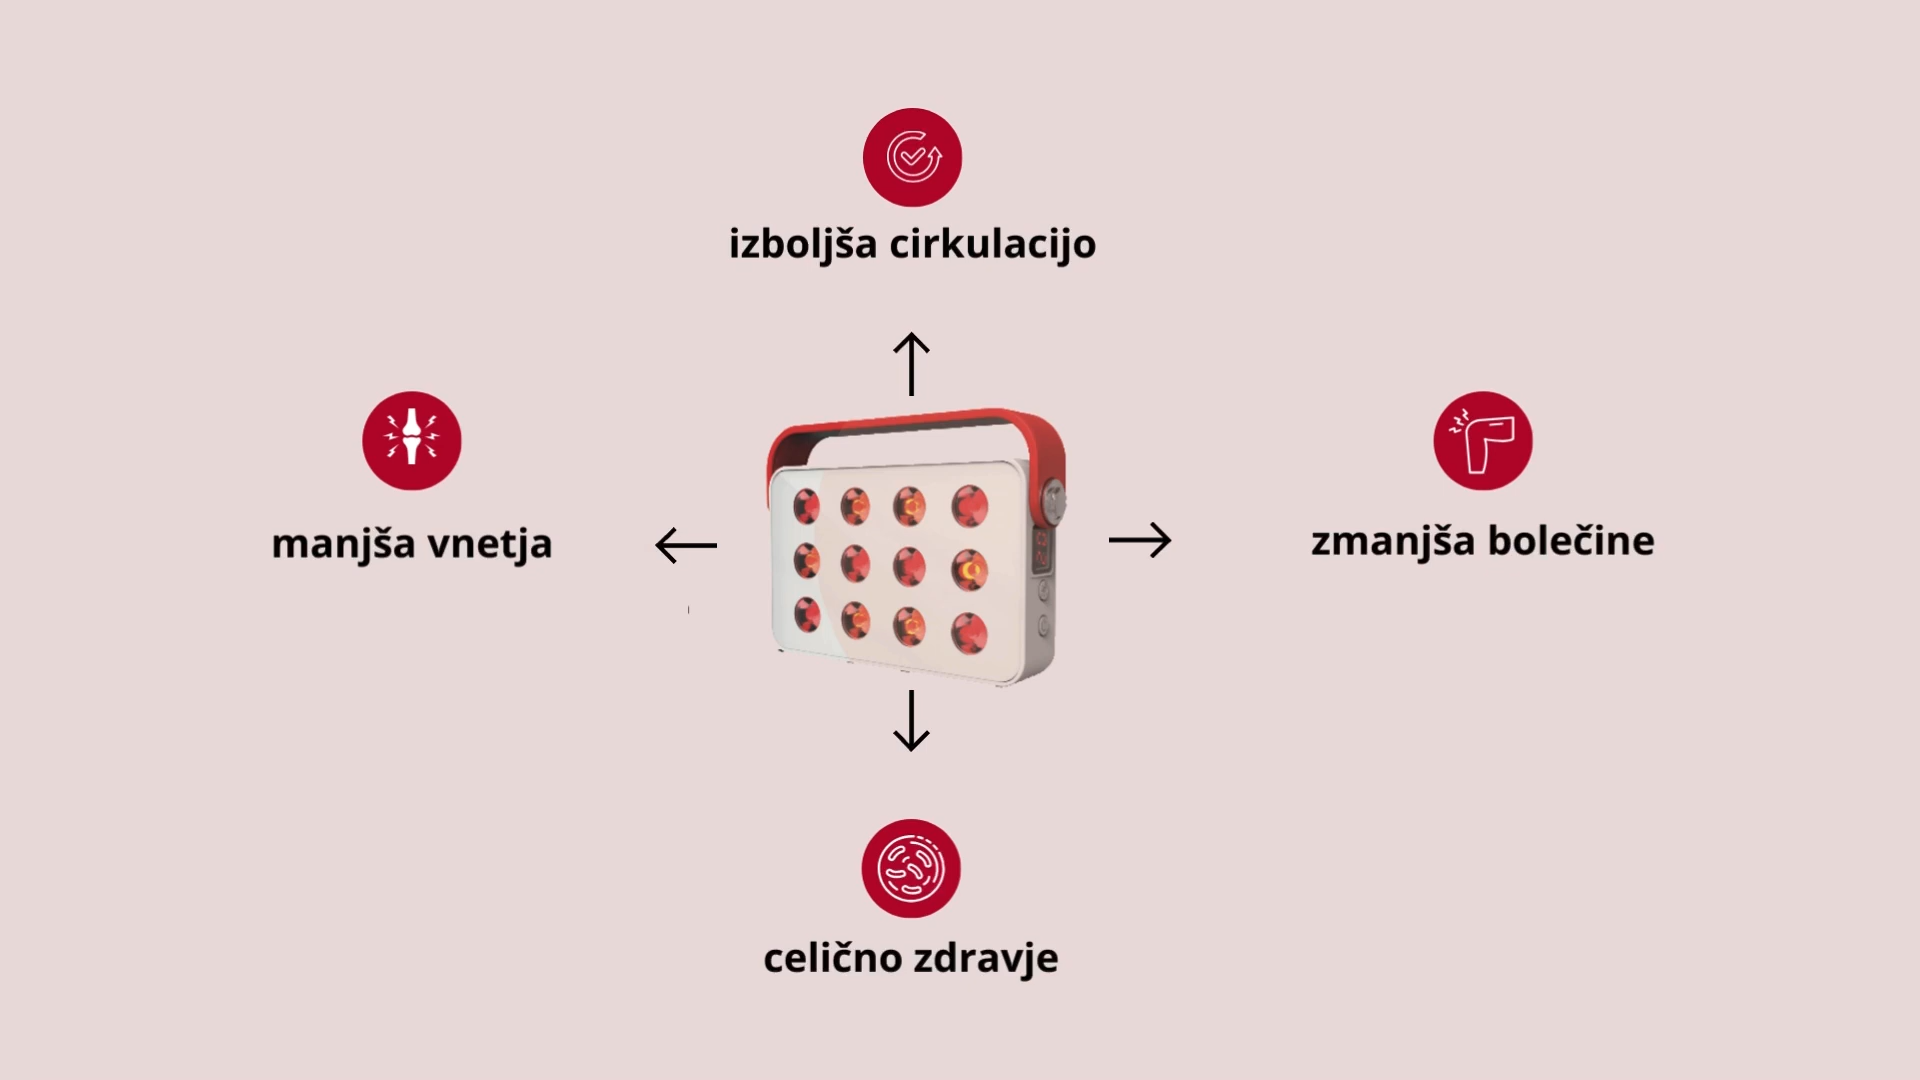 izboljša cirkulacijo
manjša vnetja
zmanjša bolečine
celično zdravje